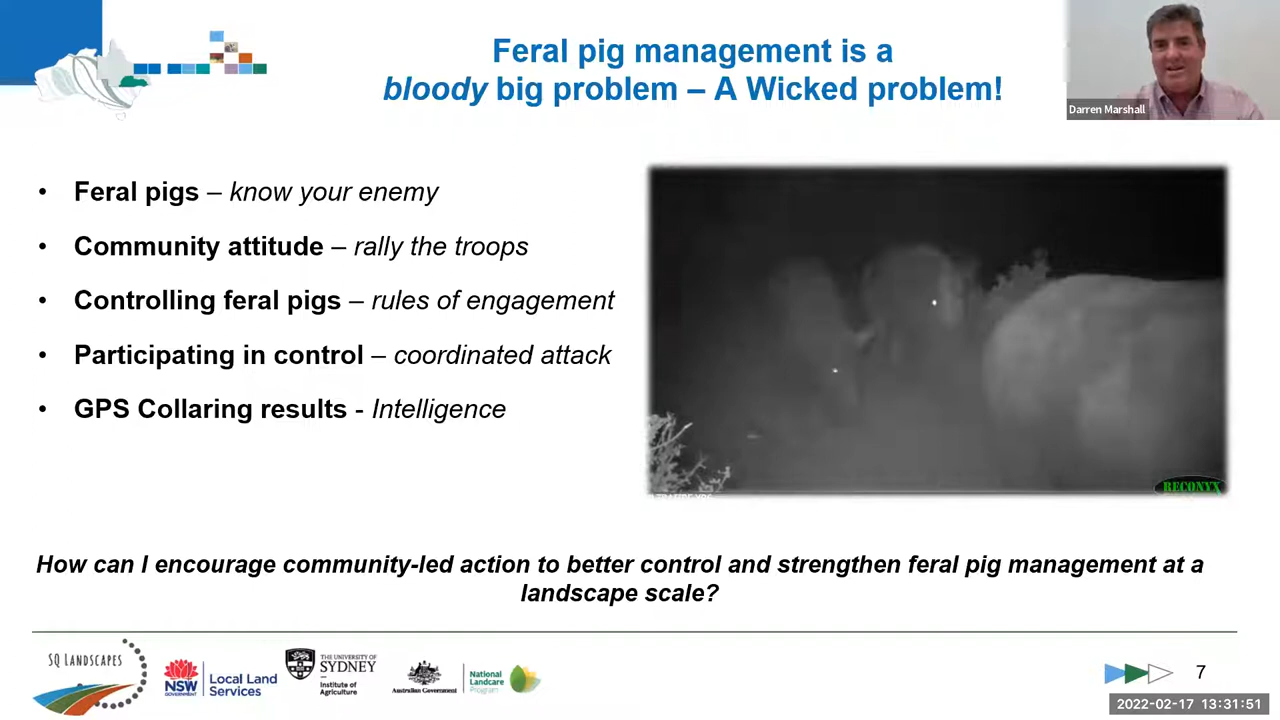 Feral pig management is a
bloody big problem – A Wicked problem!
Darren Marshall
• Feral pigs – know your enemy
• Community attitude – rally the troops
• Controlling feral pigs – rules of engagement
• Participating in control – coordinated attack
• GPS Collaring results - Intelligence
RECONYX
How can I encourage community-led action to better control and strengthen feral pig management at a
landscape scale?
SQ LANDSCAPES
NSW
GOVERNMENT
Local Land
Services
THE UNIVERSITY OF
SYDNEY
Institute of
Agriculture
Australian Government
National
Landcare
Program
7
2022-02-17 13:31:51